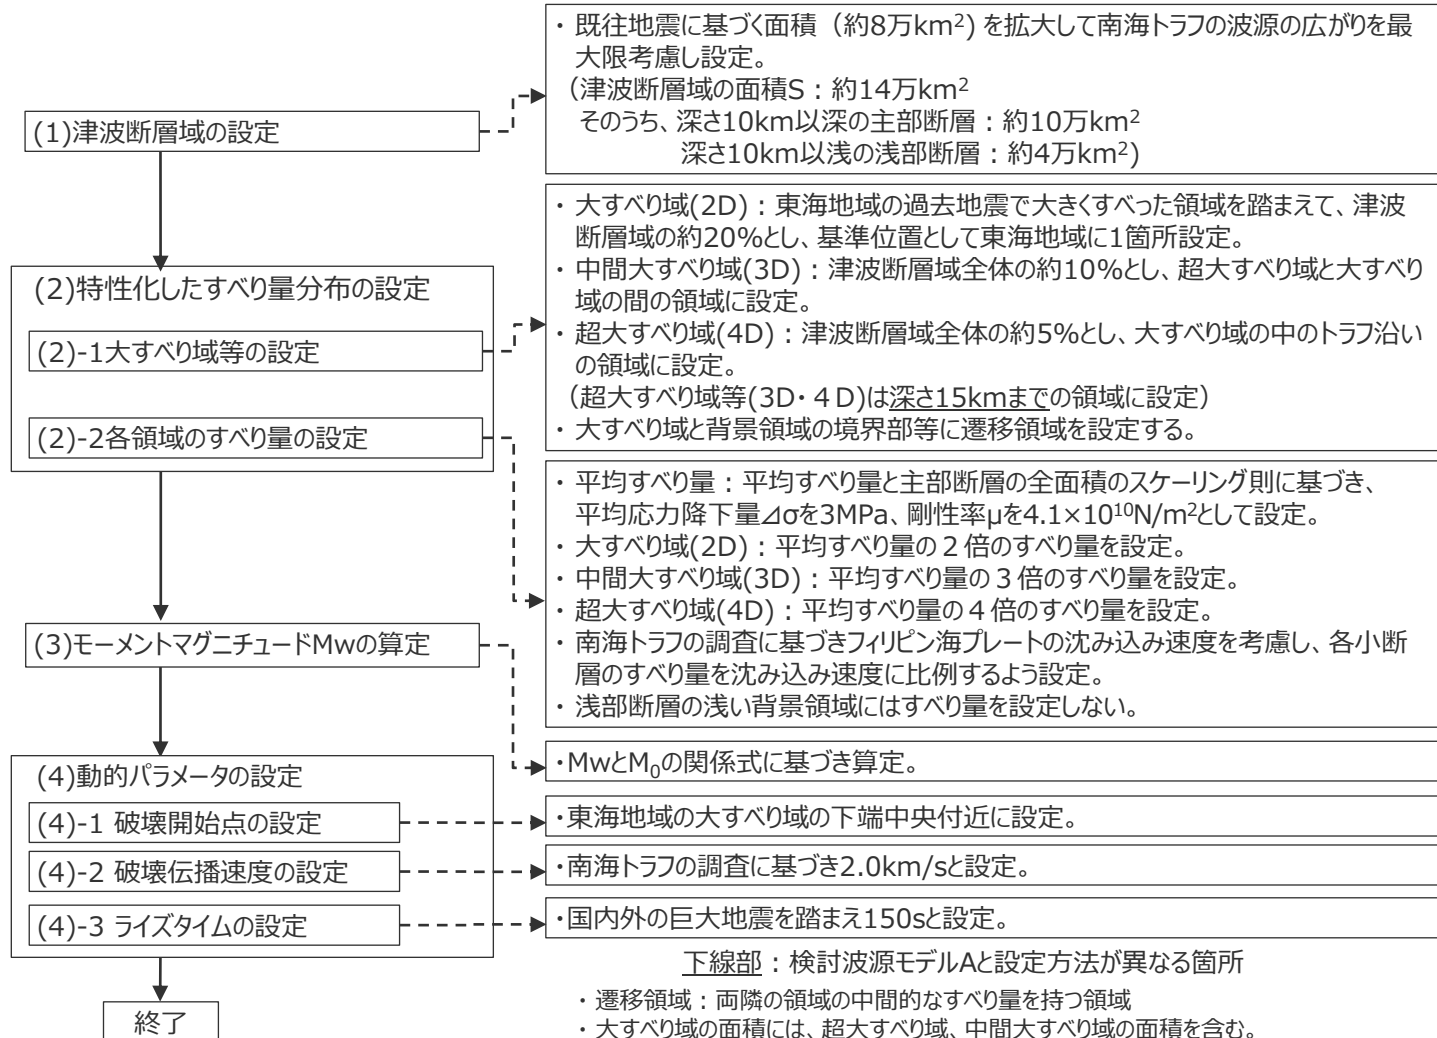 (1)津波断層域の設定
・ 既往地震に基づく面積（約8万km²) を拡大して南海トラフの波源の広がりを最
大限考慮し設定。
（津波断層域の面積S：約14万km²
そのうち、深さ10km以深の主部断層：約10万km²
深さ10km以浅の浅部断層：約4万km²)
(2)特性化したすべり量分布の設定
(2)-1大すべり域等の設定
・ 大すべり域(2D)：東海地域の過去地震で大きくすべった領域を踏まえて、津波
断層域の約20%とし、基準位置として東海地域に1箇所設定。
・ 中間大すべり域(3D)：津波断層域全体の約10%とし、超大すべり域と大すべり
域の間の領域に設定。
・ 超大すべり域(4D)：津波断層域全体の約5%とし、大すべり域の中のトラフ沿い
の領域に設定。
（超大すべり域等(3D・４D)は深さ15kmまでの領域に設定）
・ 大すべり域と背景領域の境界部等に遷移領域を設定する。
(2)-2各領域のすべり量の設定
・ 平均すべり量：平均すべり量と主部断層の全面積のスケーリング則に基づき、
平均応力降下量⊿σを3MPa、剛性率μを4.1×10¹⁰N/m²として設定。
・ 大すべり域(2D)：平均すべり量の２倍のすべり量を設定。
・ 中間大すべり域(3D)：平均すべり量の３倍のすべり量を設定。
・ 超大すべり域(4D)：平均すべり量の４倍のすべり量を設定。
・ 南海トラフの調査に基づきフィリピン海プレートの沈み込み速度を考慮し、各小断
層のすべり量を沈み込み速度に比例するよう設定。
・ 浅部断層の浅い背景領域にはすべり量を設定しない。
(3)モーメントマグニチュードMwの算定
・MwとM₀の関係式に基づき算定。
(4)動的パラメータの設定
(4)-1 破壊開始点の設定
・東海地域の大すべり域の下端中央付近に設定。
(4)-2 破壊伝播速度の設定
・南海トラフの調査に基づき2.0km/sと設定。
(4)-3 ライズタイムの設定
・国内外の巨大地震を踏まえ150sと設定。
終了
下線部：検討波源モデルAと設定方法が異なる箇所
・ 遷移領域：両隣の領域の中間的なすべり量を持つ領域
・ 大すべり域の面積には、超大すべり域、中間大すべり域の面積を含む。